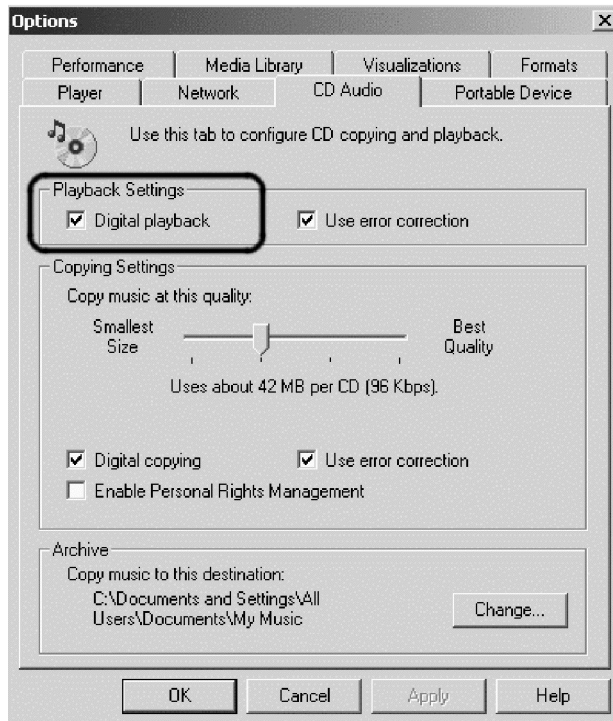 Options
Performance Media Library Visualizations Formats
Player Network CD Audio Portable Device
Use this tab to configure CD copying and playback.
Playback Settings
Digital playback Use error correction
Copying Settings
Copy music at this quality:
Smallest Size Best Quality
Uses about 42 MB per CD (96 Kbps).
Digital copying Use error correction
Enable Personal Rights Management
Archive
Copy music to this destination:
C:\Documents and Settings\All
Users\Documents\My Music
Change...
OK Cancel Apply Help